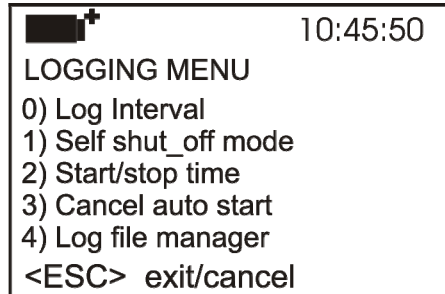 10:45:50
LOGGING MENU
0) Log Interval
1) Self shut_off mode
2) Start/stop time
3) Cancel auto start
4) Log file manager
<ESC> exit/cancel